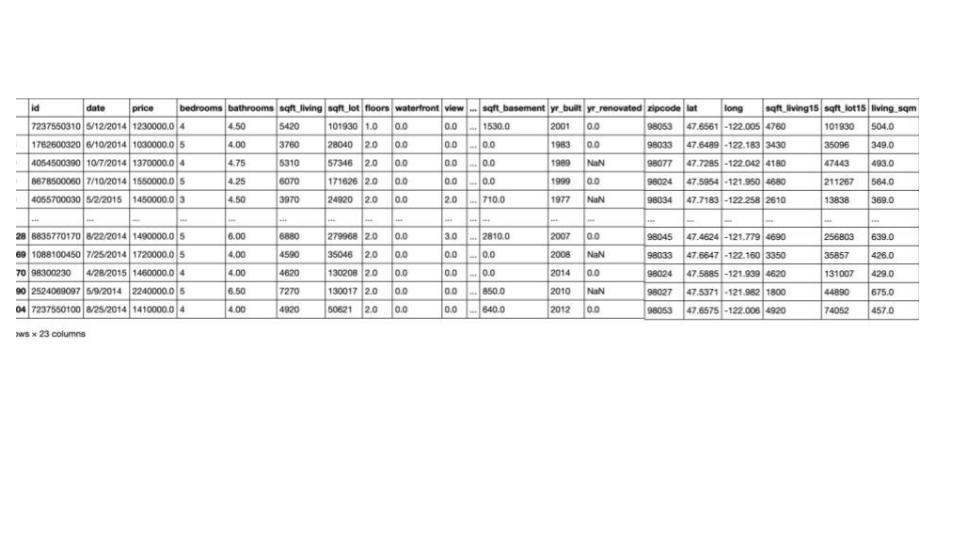 id date price bedrooms bathrooms sqft_living sqft_lot floors waterfront view ... sqft_basement yr_built yr_renovated zipcode lat long sqft_living15 sqft_lot15 living_sqm
7237550310 5/12/2014 1230000.0 4 4.50 5420 101930 1.0 0.0 0.0 ... 1530.0 2001 0.0 98053 47.6561 -122.005 4760 101930 504.0
1762600320 6/10/2014 1030000.0 5 4.00 3760 28040 2.0 0.0 0.0 ... 0.0 1983 0.0 98033 47.6489 -122.183 3430 35096 349.0
4054500390 10/7/2014 1370000.0 4 4.75 5310 57346 2.0 0.0 0.0 ... 0.0 1989 NaN 98077 47.7285 -122.042 4180 47443 493.0
8678500060 7/10/2014 1550000.0 5 4.25 6070 171626 2.0 0.0 0.0 ... 0.0 1999 0.0 98024 47.5954 -121.950 4680 211267 564.0
4055700030 5/2/2015 1450000.0 3 4.50 3970 24920 2.0 0.0 2.0 ... 710.0 1977 NaN 98034 47.7183 -122.258 2610 13838 369.0
... ... ... ... ... ... ... ... ... ... ... ... ... ... ... ... ... ... ... ...
28 8835770170 8/22/2014 1490000.0 5 6.00 6880 279968 2.0 0.0 3.0 ... 2810.0 2007 0.0 98045 47.4624 -121.779 4690 256803 639.0
69 1088100450 7/25/2014 1720000.0 5 4.00 4590 35046 2.0 0.0 0.0 ... 0.0 2008 NaN 98033 47.6647 -122.160 3350 35857 426.0
70 98300230 4/28/2015 1460000.0 4 4.00 4620 130208 2.0 0.0 0.0 ... 0.0 2014 0.0 98024 47.5885 -121.939 4620 131007 429.0
90 2524069097 5/9/2014 2240000.0 5 6.50 7270 130017 2.0 0.0 0.0 ... 850.0 2010 NaN 98027 47.5371 -121.982 1800 44890 675.0
04 7237550100 8/25/2014 1410000.0 4 4.00 4920 50621 2.0 0.0 0.0 ... 640.0 2012 0.0 98053 47.6575 -122.006 4920 74052 457.0
ows × 23 columns